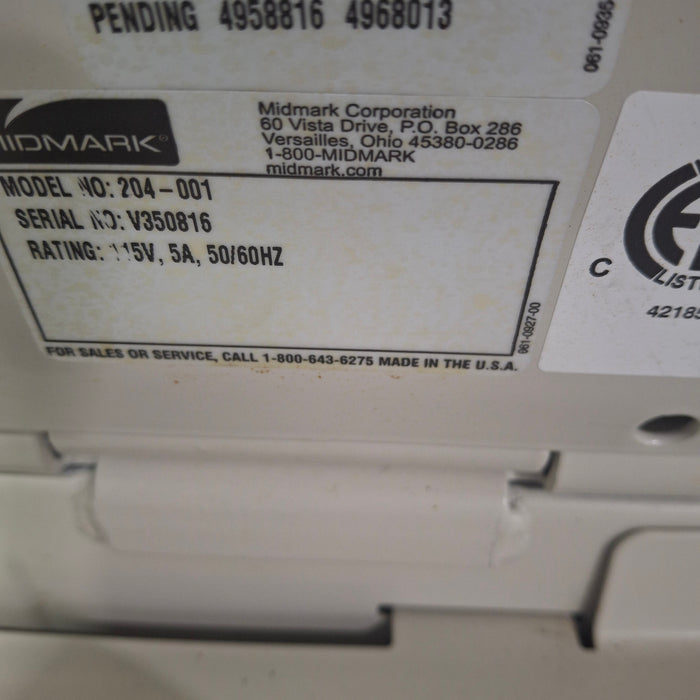 PENDING 4958816 4968013
061-0935
MIDMARK®
Midmark Corporation
60 Vista Drive, P.O. Box 286
Versailles, Ohio 45380-0286
1-800-MIDMARK
midmark.com
MODEL NO: 204-001
SERIAL NO: V350816
RATING: 115V, 5A, 50/60HZ
061-0927-00
FOR SALES OR SERVICE, CALL 1-800-643-6275 MADE IN THE U.S.A.
C